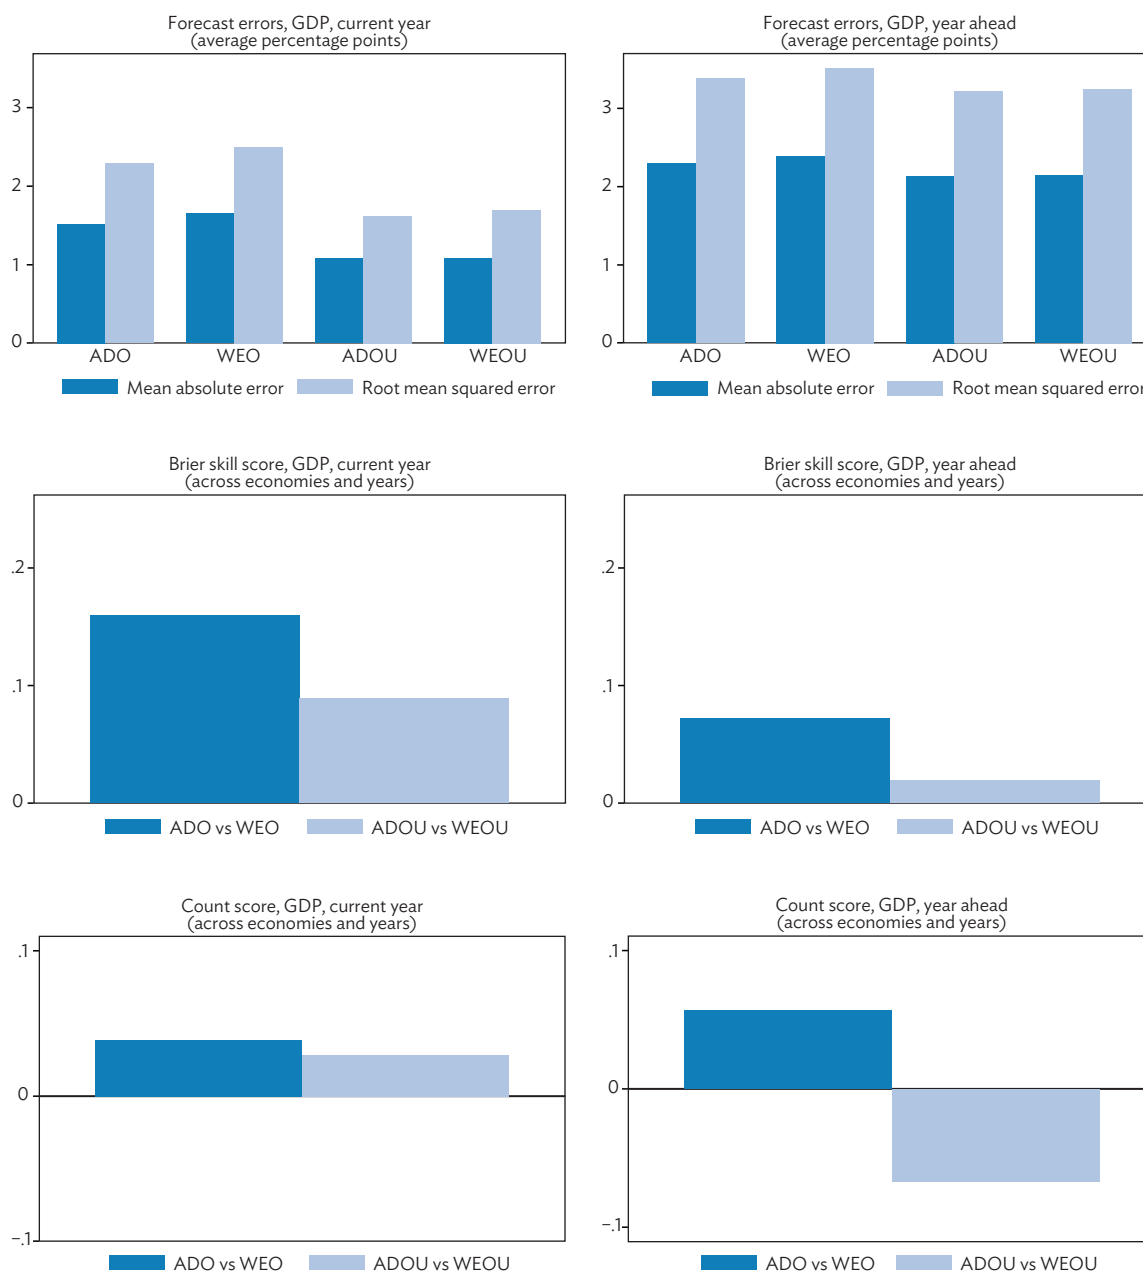 Forecast errors, GDP, current year
(average percentage points)
3
2
1
0
ADO WEO ADOU WEOU
Mean absolute error Root mean squared error
Forecast errors, GDP, year ahead
(average percentage points)
3
2
1
0
ADO WEO ADOU WEOU
Mean absolute error Root mean squared error
Brier skill score, GDP, current year
(across economies and years)
.2
.1
0
ADO vs WEO ADOU vs WEOU
Brier skill score, GDP, year ahead
(across economies and years)
.2
.1
0
ADO vs WEO ADOU vs WEOU
Count score, GDP, current year
(across economies and years)
.1
0
–.1
ADO vs WEO ADOU vs WEOU
Count score, GDP, year ahead
(across economies and years)
.1
0
–.1
ADO vs WEO ADOU vs WEOU